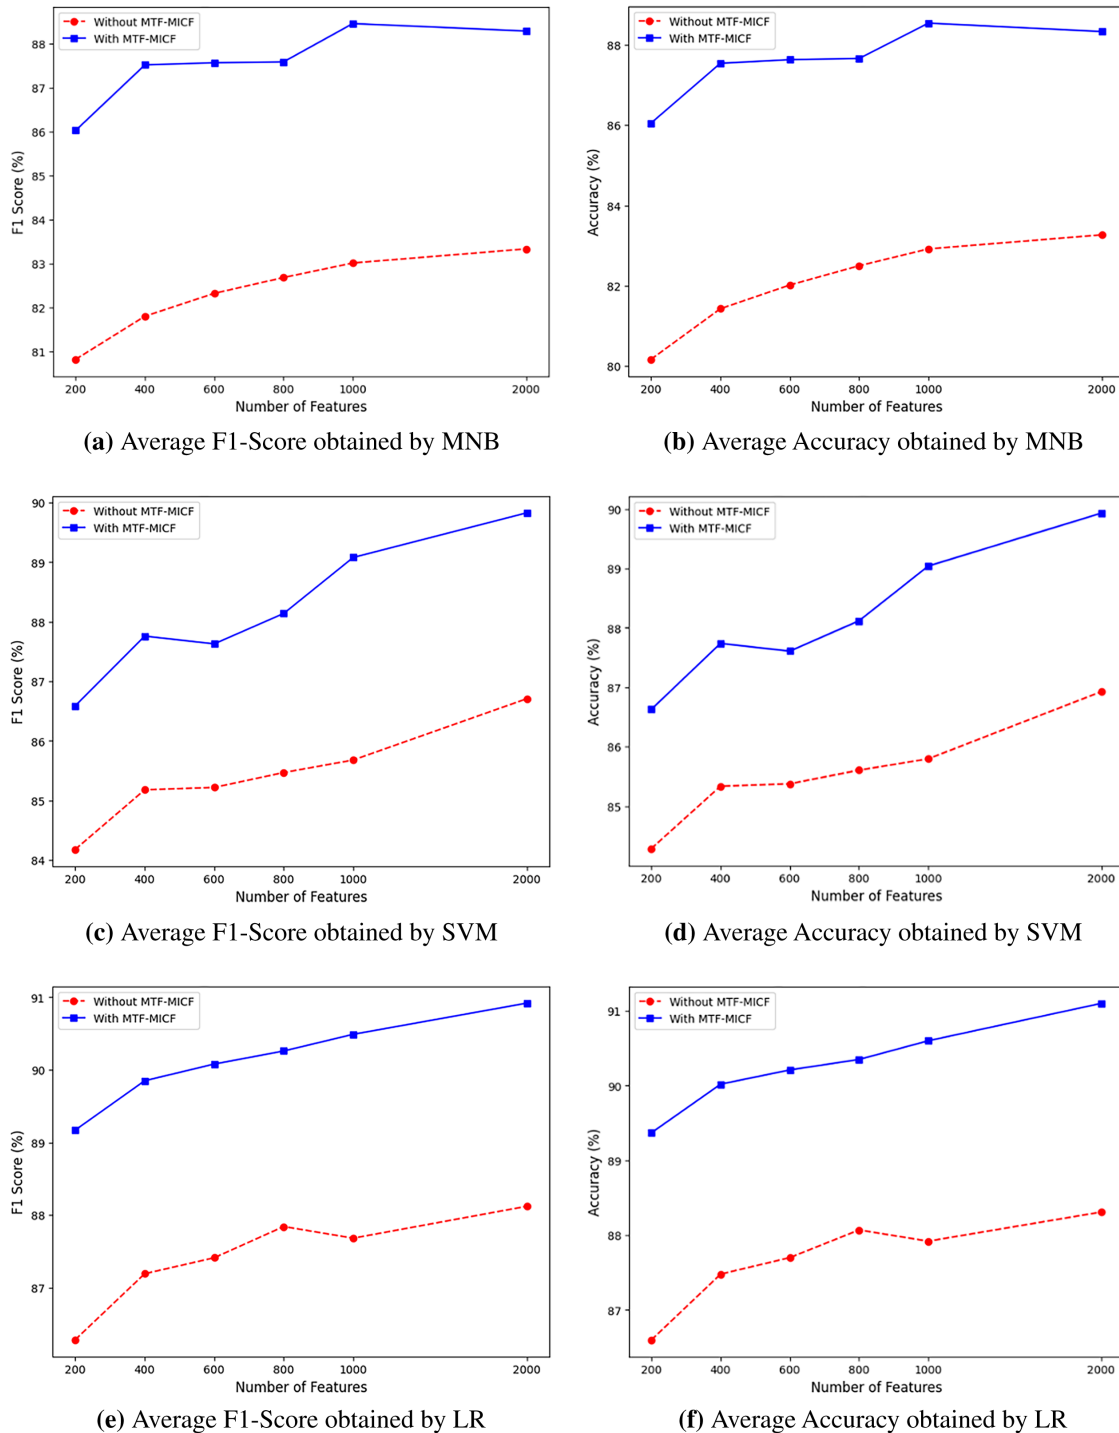 Without MTF-MICF
With MTF-MICF
88
87
86
85
84
83
82
81
F1 Score (%)
200 400 600 800 1000 2000
Number of Features
(a) Average F1-Score obtained by MNB
Without MTF-MICF
With MTF-MICF
88
86
84
82
80
Accuracy (%)
200 400 600 800 1000 2000
Number of Features
(b) Average Accuracy obtained by MNB
Without MTF-MICF
With MTF-MICF
90
89
88
87
86
85
84
F1 Score (%)
200 400 600 800 1000 2000
Number of Features
(c) Average F1-Score obtained by SVM
Without MTF-MICF
With MTF-MICF
90
89
88
87
86
85
Accuracy (%)
200 400 600 800 1000 2000
Number of Features
(d) Average Accuracy obtained by SVM
Without MTF-MICF
With MTF-MICF
91
90
89
88
87
F1 Score (%)
200 400 600 800 1000 2000
Number of Features
(e) Average F1-Score obtained by LR
Without MTF-MICF
With MTF-MICF
91
90
89
88
87
Accuracy (%)
200 400 600 800 1000 2000
Number of Features
(f) Average Accuracy obtained by LR